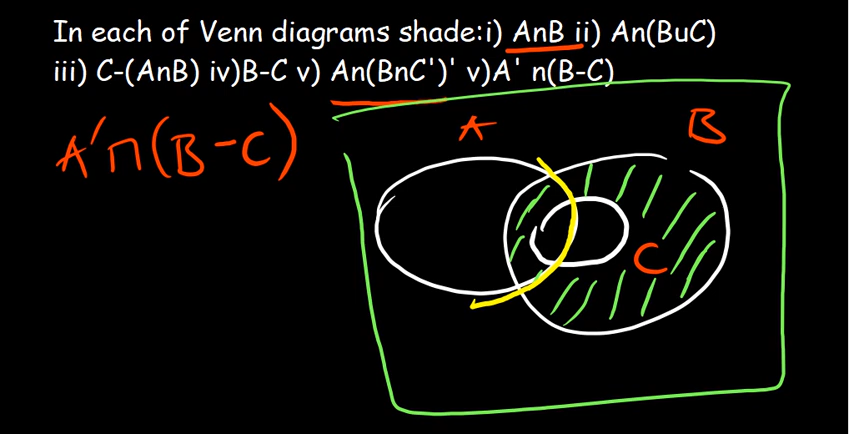 In each of Venn diagrams shade:i) AnB ii) An(BuC)
iii) C-(AnB) iv)B-C v) An(BnC')' v)A' n(B-C)
A'∩(B-C)
A
B
C